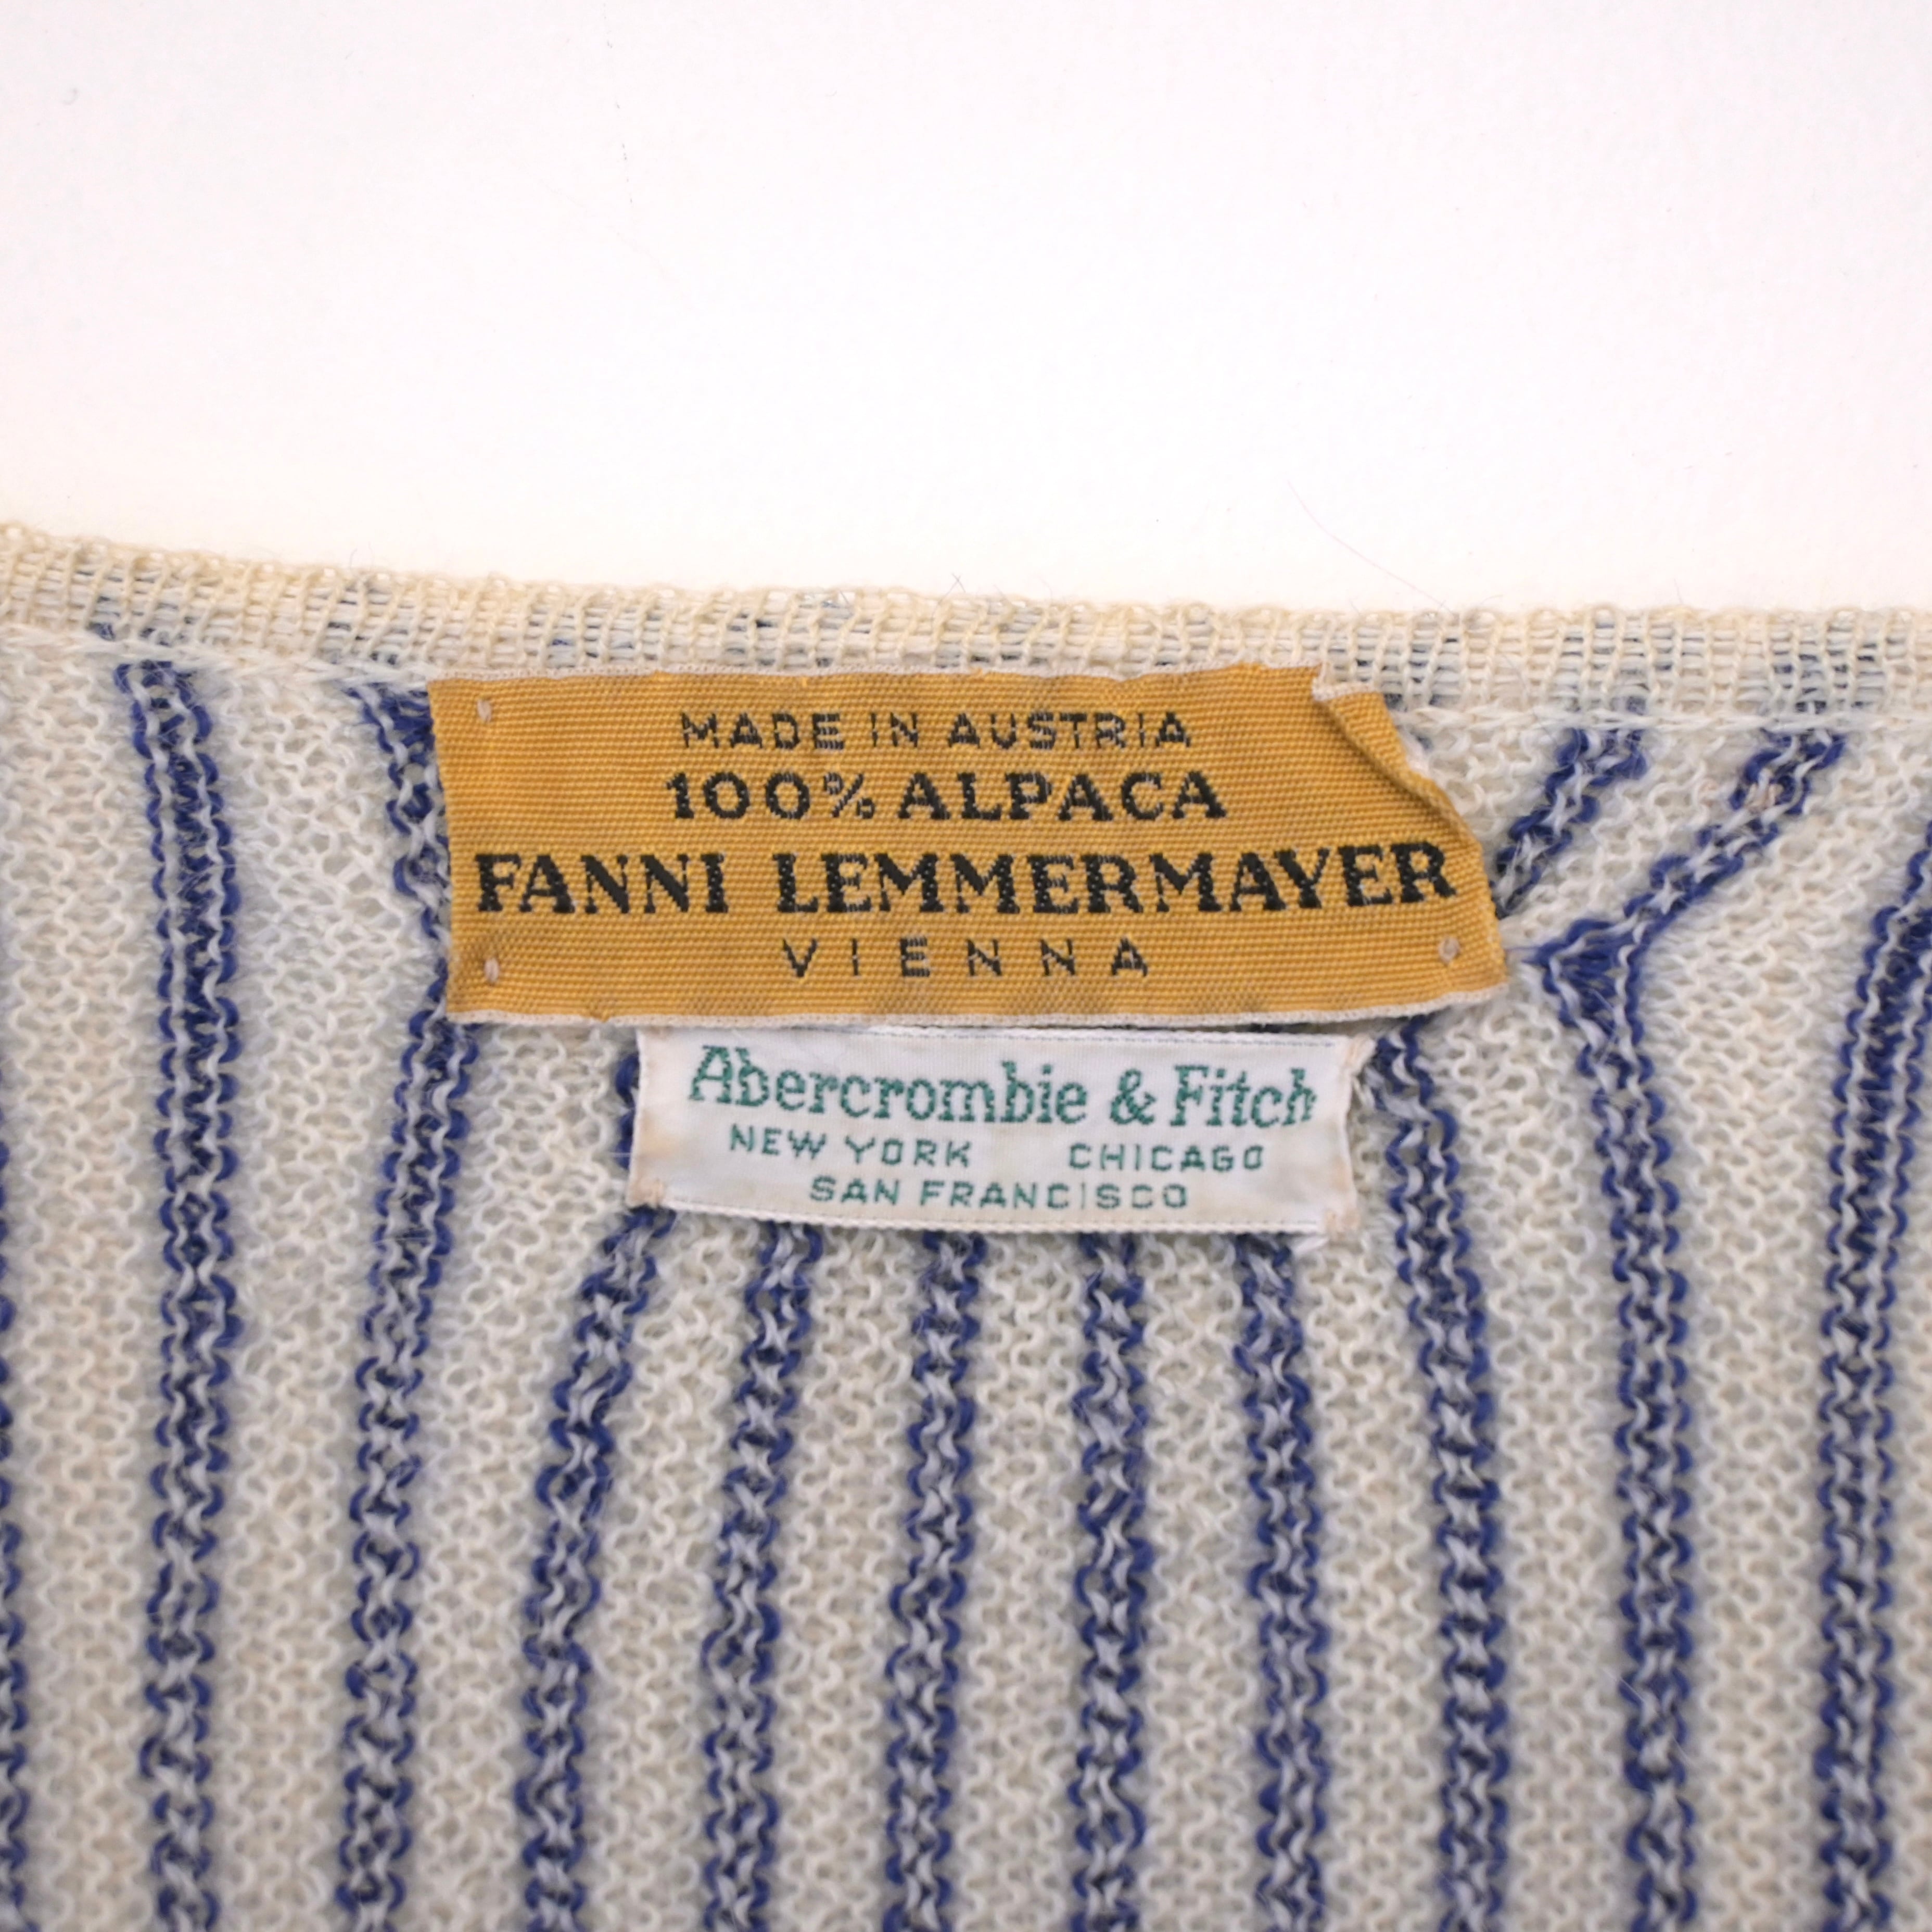 MADE IN AUSTRIA
100% ALPACA
FANNI LEMMERMAYER
VIENNA
Abercrombie & Fitch
NEW YORK CHICAGO
SAN FRANCISCO